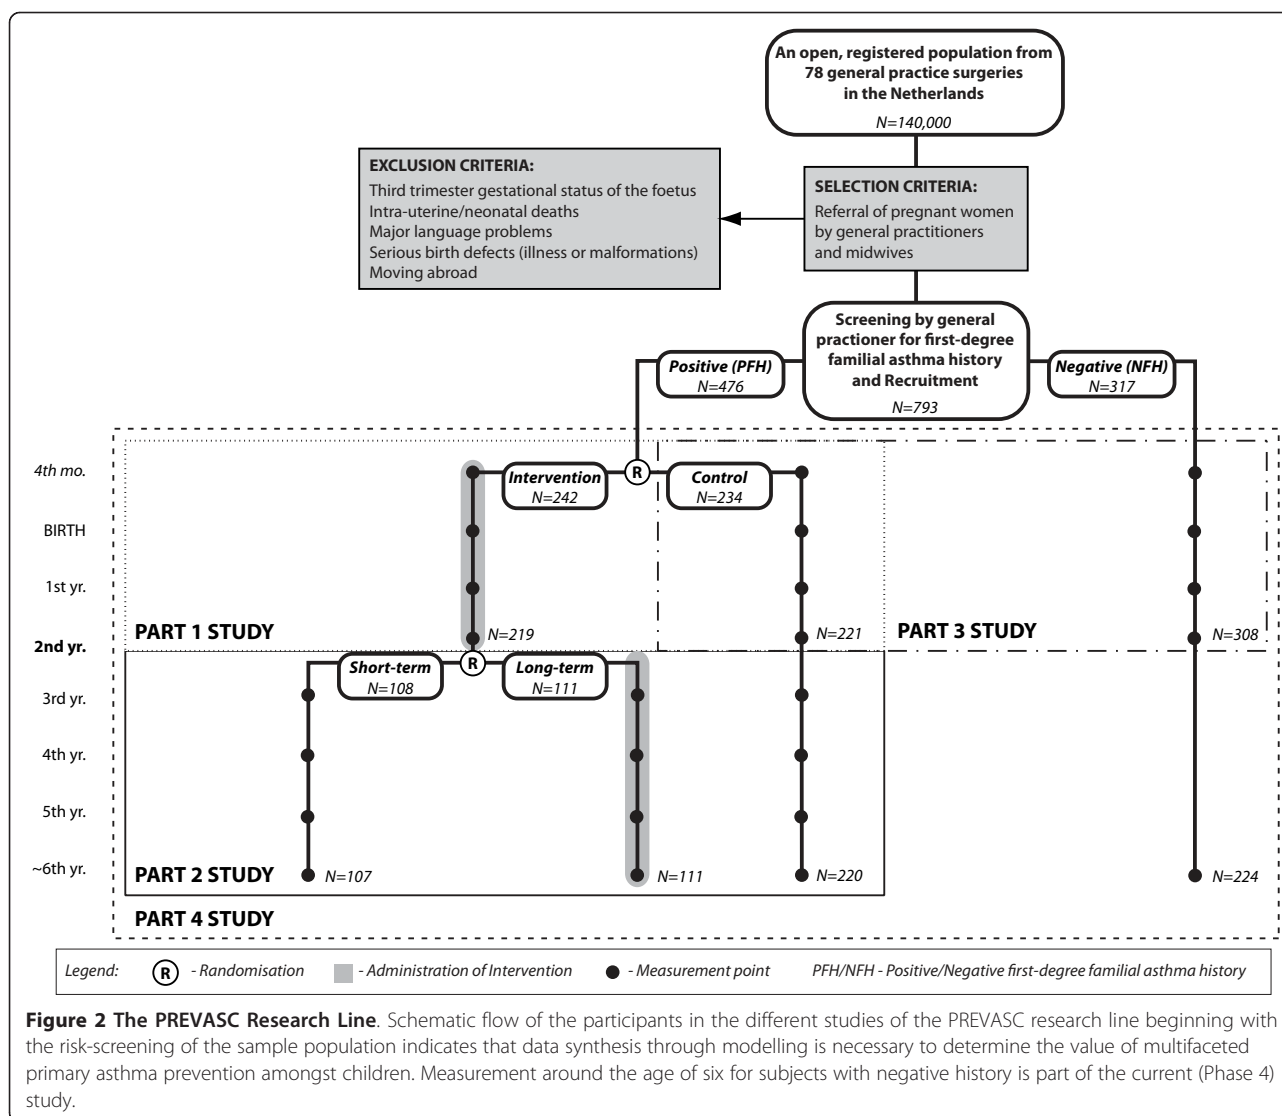 An open, registered population from
78 general practice surgeries
in the Netherlands
N=140,000
EXCLUSION CRITERIA:
Third trimester gestational status of the foetus
Intra-uterine/neonatal deaths
Major language problems
Serious birth defects (illness or malformations)
Moving abroad
SELECTION CRITERIA:
Referral of pregnant women
by general practitioners
and midwives
Screening by general
practioner for first-degree
familial asthma history
and Recruitment
N=793
Positive (PFH)
N=476
Negative (NFH)
N=317
4th mo.
Intervention
N=242
R
Control
N=234
BIRTH
1st yr.
PART 1 STUDY
N=219
N=221
PART 3 STUDY
N=308
2nd yr.
Short-term
N=108
R
Long-term
N=111
3rd yr.
4th yr.
5th yr.
~6th yr.
PART 2 STUDY
N=107
N=111
N=220
N=224
PART 4 STUDY
Legend: R - Randomisation - Administration of Intervention - Measurement point PFH/NFH - Positive/Negative first-degree familial asthma history
Figure 2 The PREVASC Research Line. Schematic flow of the participants in the different studies of the PREVASC research line beginning with
the risk-screening of the sample population indicates that data synthesis through modelling is necessary to determine the value of multifaceted
primary asthma prevention amongst children. Measurement around the age of six for subjects with negative history is part of the current (Phase 4)
study.